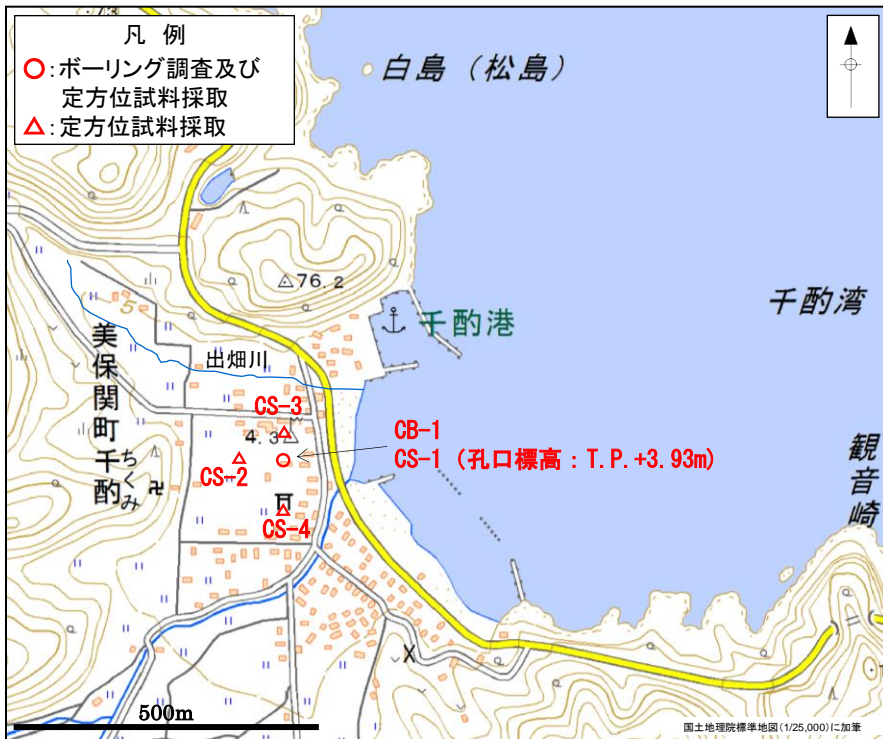 凡 例
○:ボーリング調査及び
定方位試料採取
△:定方位試料採取
白島(松島)
76.2
千酌港
千酌湾
5
出畑川
美保関町千酌
ちくみ
CS-3
4.3
CB-1
CS-1 (孔口標高:T.P.+3.93m)
CS-2
CS-4
観音崎
500m
国土地理院標準地図(1/25,000)に加筆